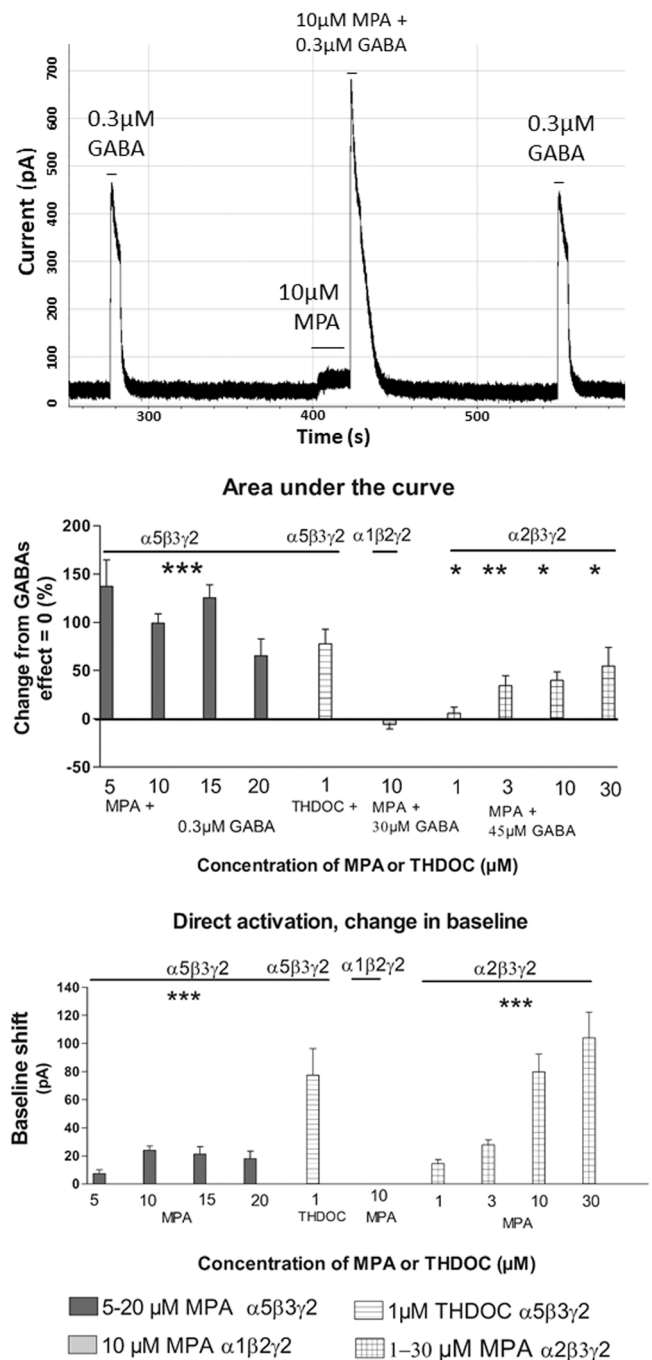 10µM MPA +
0.3µM GABA
0.3µM
GABA
0.3µM
GABA
10µM
MPA
Current (pA)
700
600
500
400
300
200
100
0
300 400 500
Time (s)
Area under the curve
α5β3γ2 α5β3γ2 α1β2γ2 α2β3γ2
*** * ** * *
Change from GABAs
effect = 0 (%)
200
150
100
50
0
-50
5 10 15 20 1 10 1 3 10 30
MPA + THDOC + MPA + MPA +
0.3µM GABA 30µM GABA 45µM GABA
Concentration of MPA or THDOC (µM)
Direct activation, change in baseline
α5β3γ2 α5β3γ2 α1β2γ2 α2β3γ2
*** ***
Baseline shift
(pA)
140
120
100
80
60
40
20
0
5 10 15 20 1 10 1 3 10 30
MPA THDOC MPA MPA
Concentration of MPA or THDOC (µM)
5-20 µM MPA α5β3γ2 1µM THDOC α5β3γ2
10 µM MPA α1β2γ2 1–30 µM MPA α2β3γ2